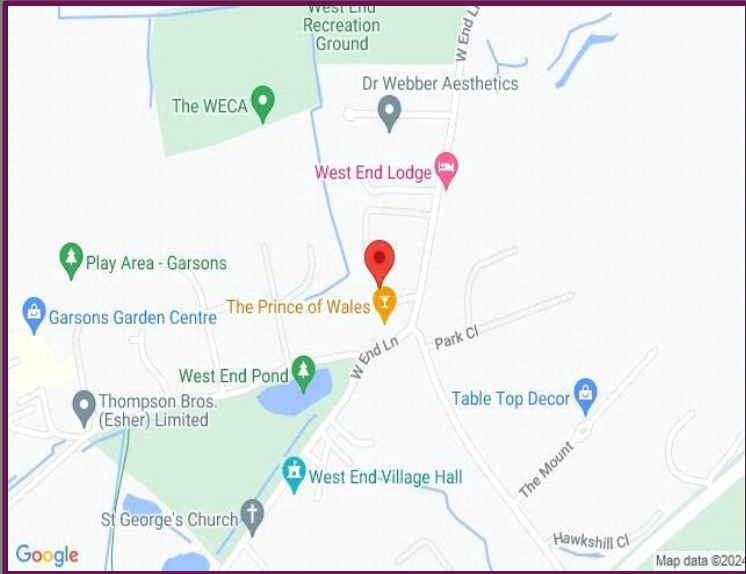 West End
Recreation
Ground
W End Ln
Dr Webber Aesthetics
The WECA
West End Lodge
Play Area - Garsons
The Prince of Wales
Garsons Garden Centre
W End Ln
Park Cl
West End Pond
Table Top Decor
Thompson Bros.
(Esher) Limited
The Mount
West End Village Hall
St George's Church
Hawkshill Cl
Google
Map data ©2024